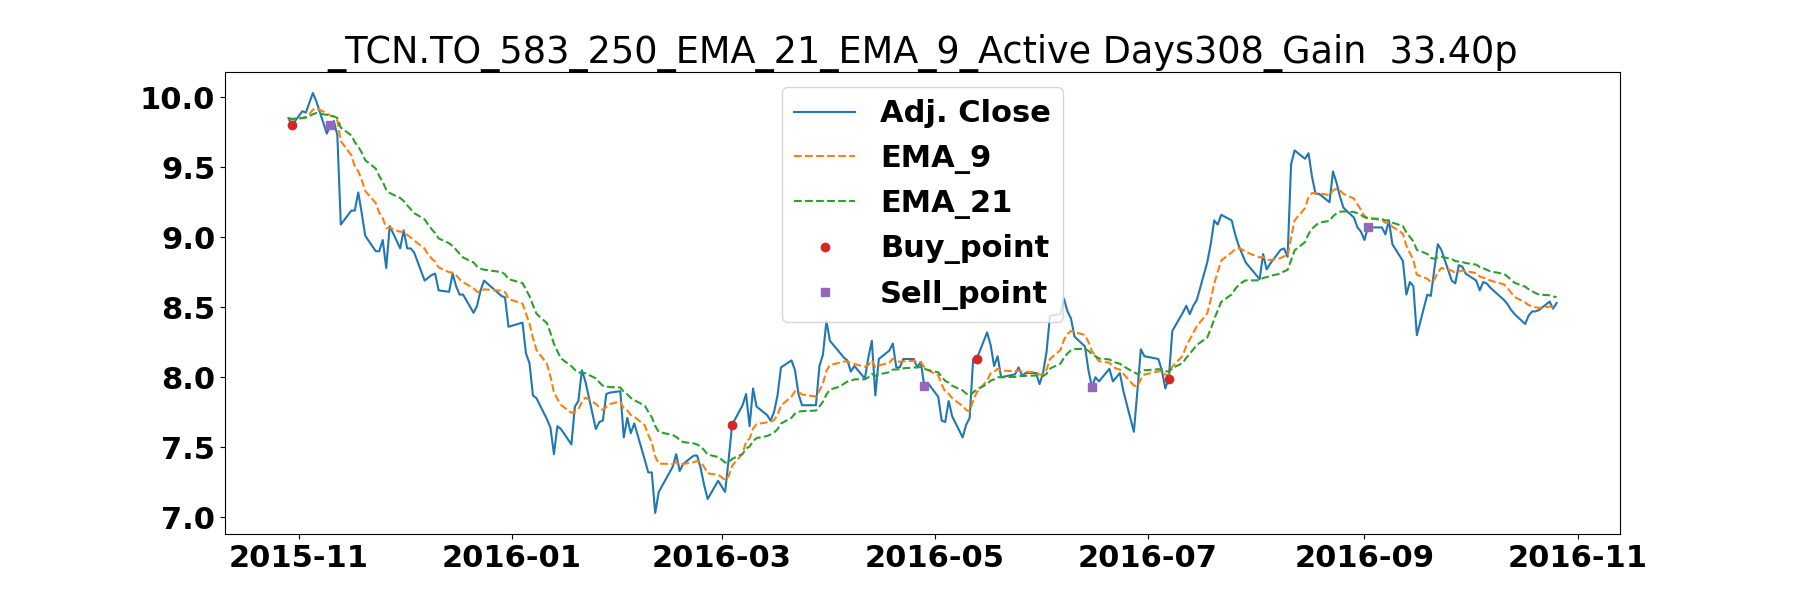 _TCN.TO_583_250_EMA_21_EMA_9_Active Days308_Gain  33.40p
Adj. Close
EMA_9
EMA_21
Buy_point
Sell_point
10.0
9.5
9.0
8.5
8.0
7.5
7.0
2015-11 2016-01 2016-03 2016-05 2016-07 2016-09 2016-11